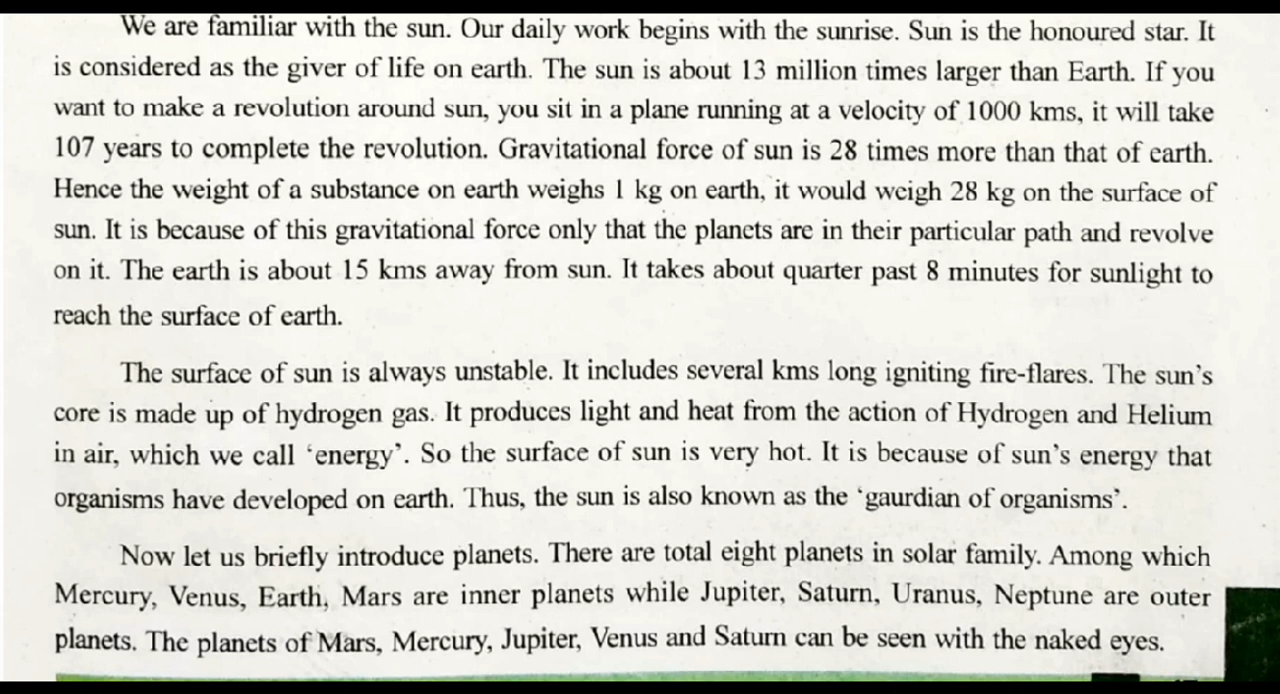 We are familiar with the sun. Our daily work begins with the sunrise. Sun is the honoured star. It
is considered as the giver of life on earth. The sun is about 13 million times larger than Earth. If you
want to make a revolution around sun, you sit in a plane running at a velocity of 1000 kms, it will take
107 years to complete the revolution. Gravitational force of sun is 28 times more than that of earth.
Hence the weight of a substance on earth weighs 1 kg on earth, it would weigh 28 kg on the surface of
sun. It is because of this gravitational force only that the planets are in their particular path and revolve
on it. The earth is about 15 kms away from sun. It takes about quarter past 8 minutes for sunlight to
reach the surface of earth.
The surface of sun is always unstable. It includes several kms long igniting fire-flares. The sun's
core is made up of hydrogen gas. It produces light and heat from the action of Hydrogen and Helium
in air, which we call 'energy'. So the surface of sun is very hot. It is because of sun's energy that
organisms have developed on earth. Thus, the sun is also known as the 'gaurdian of organisms'.
Now let us briefly introduce planets. There are total eight planets in solar family. Among which
Mercury, Venus, Earth, Mars are inner planets while Jupiter, Saturn, Uranus, Neptune are outer
planets. The planets of Mars, Mercury, Jupiter, Venus and Saturn can be seen with the naked eyes.